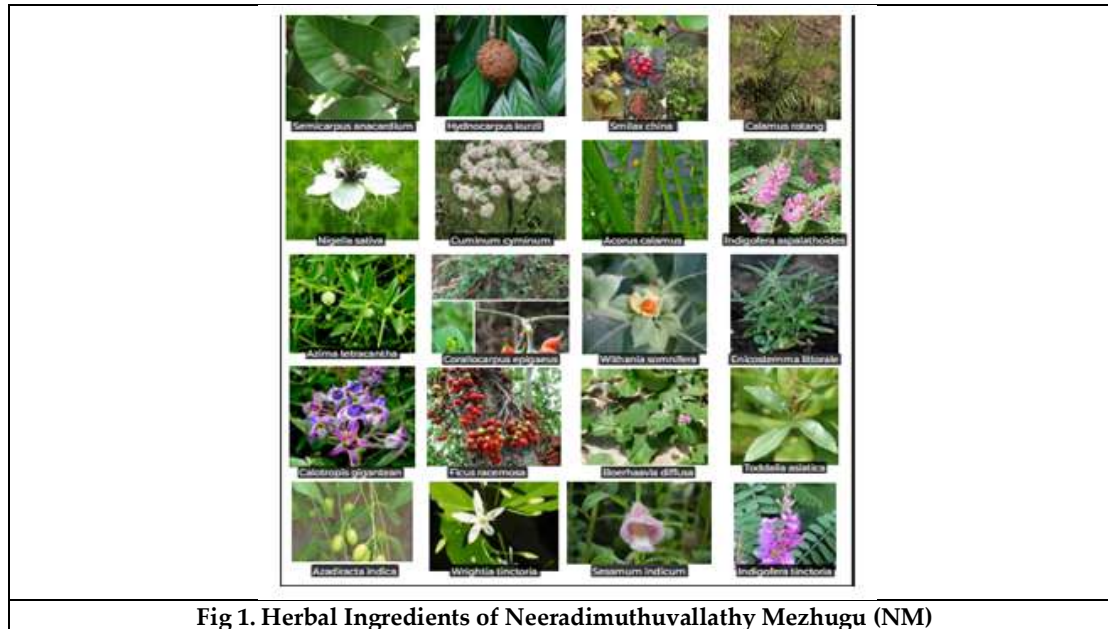 Semicarpus anacardium
Hydnocarpus kurzii
Smilax china
Calamus rotang
Nigella sativa
Cuminum cyminum
Acorus calamus
Indigofera aspalathoides
Azima tetracantha
Corallocarpus epigaeus
Withania somnifera
Enicostemma littorale
Calotropis gigantean
Ficus racemosa
Boerhaavia diffusa
Toddalia asiatica
Azadiracta indica
Wrightia tinctoria
Sesamum indicum
Indigofera tinctoria
Fig 1. Herbal Ingredients of Neeradimuthuvallathy Mezhugu (NM)